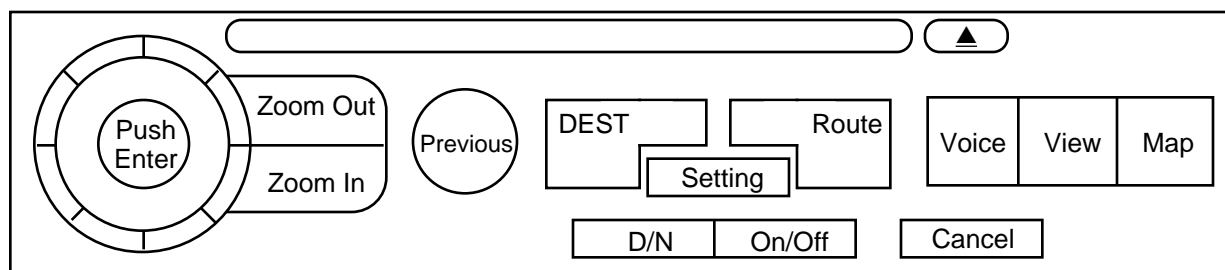 Push
Enter
Zoom Out
Zoom In
Previous
DEST
Route
Setting
Voice
View
Map
D/N
On/Off
Cancel